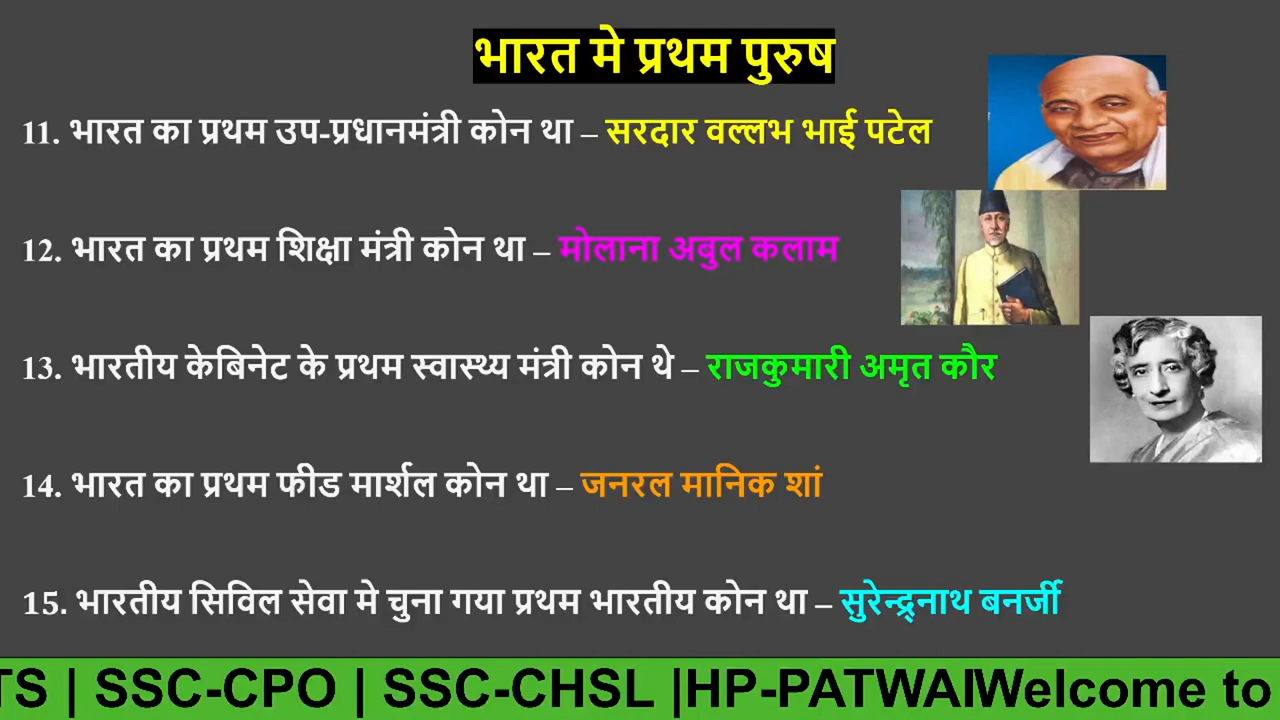 भारत मे प्रथम पुरुष
11. भारत का प्रथम उप-प्रधानमंत्री कोन था – सरदार वल्लभ भाई पटेल
12. भारत का प्रथम शिक्षा मंत्री कोन था – मोलाना अबुल कलाम
13. भारतीय केबिनेट के प्रथम स्वास्थ्य मंत्री कोन थे – राजकुमारी अमृत कौर
14. भारत का प्रथम फीड मार्शल कोन था – जनरल मानिक शां
15. भारतीय सिविल सेवा मे चुना गया प्रथम भारतीय कोन था – सुरेन्द्र्नाथ बनर्जी
TS | SSC-CPO | SSC-CHSL |HP-PATWAIWelcome to